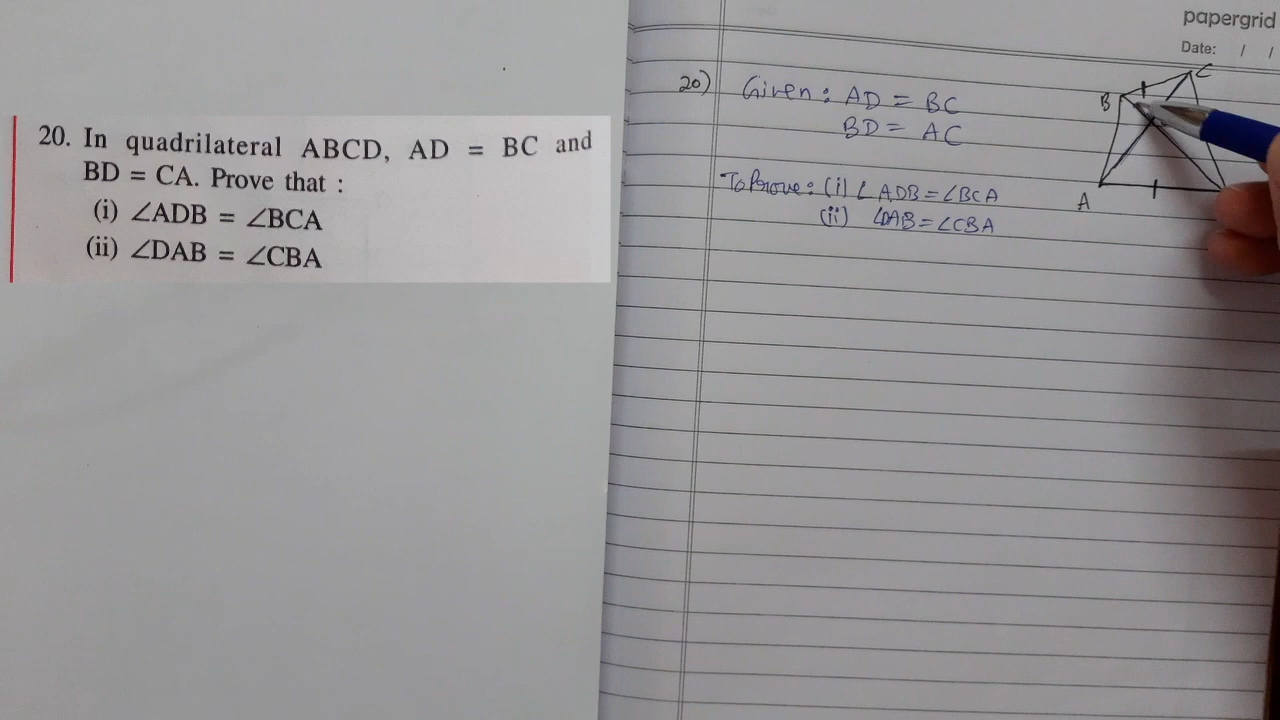 20. In quadrilateral ABCD, AD = BC and
BD = CA. Prove that :
(i) ∠ADB = ∠BCA
(ii) ∠DAB = ∠CBA
papergrid
Date: / /
20) Given : AD = BC
BD = AC
To Prove : (i) ∠ADB = ∠BCA
(ii) ∠DAB = ∠CBA
C
B
A